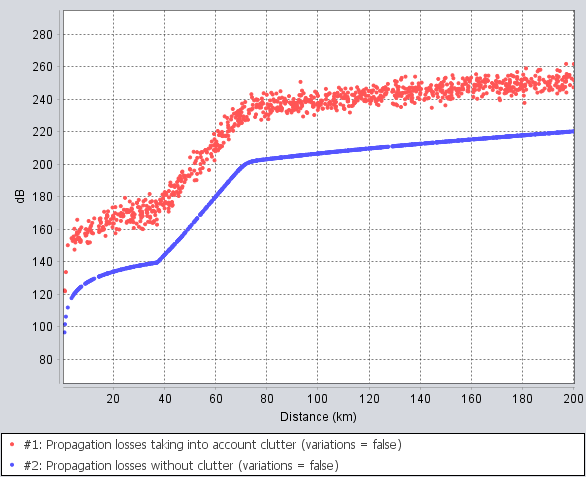 280
260
240
220
200
180
160
140
120
100
80
dB
20 40 60 80 100 120 140 160 180 200
Distance (km)
#1: Propagation losses taking into account clutter (variations = false)
#2: Propagation losses without clutter (variations = false)